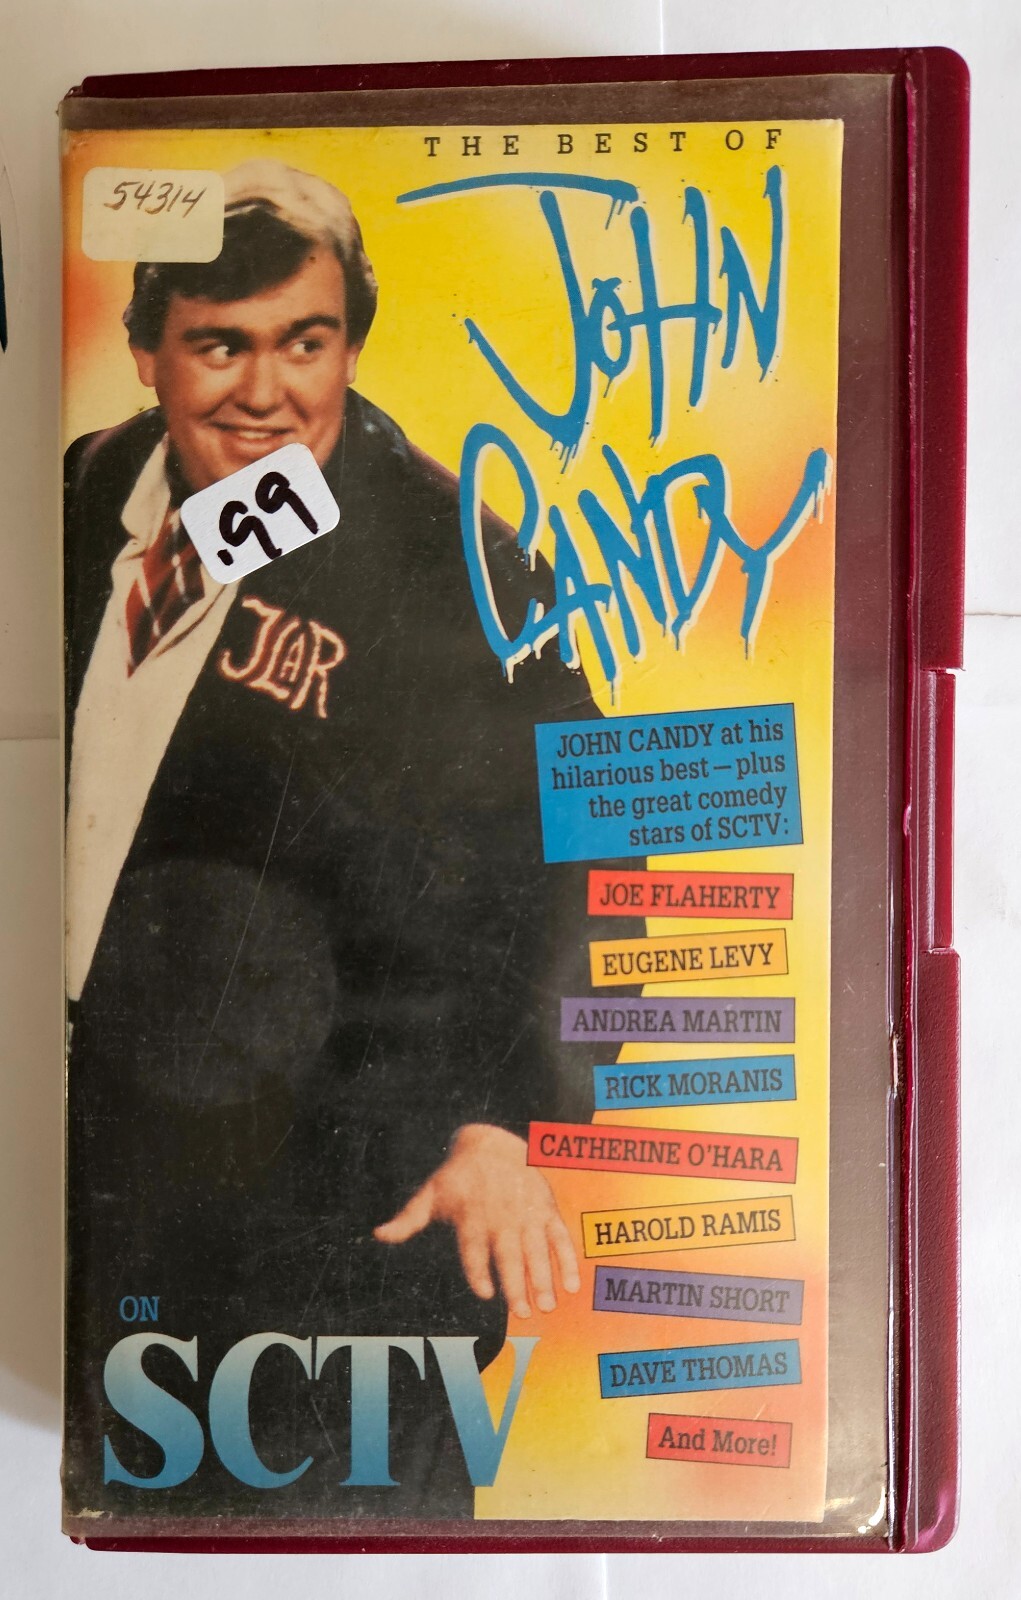 THE BEST OF
JOHN
CANDY
54314
.99
JLAR
JOHN CANDY at his
hilarious best – plus
the great comedy
stars of SCTV:
JOE FLAHERTY
EUGENE LEVY
ANDREA MARTIN
RICK MORANIS
CATHERINE O'HARA
HAROLD RAMIS
MARTIN SHORT
DAVE THOMAS
And More!
ON
SCTV